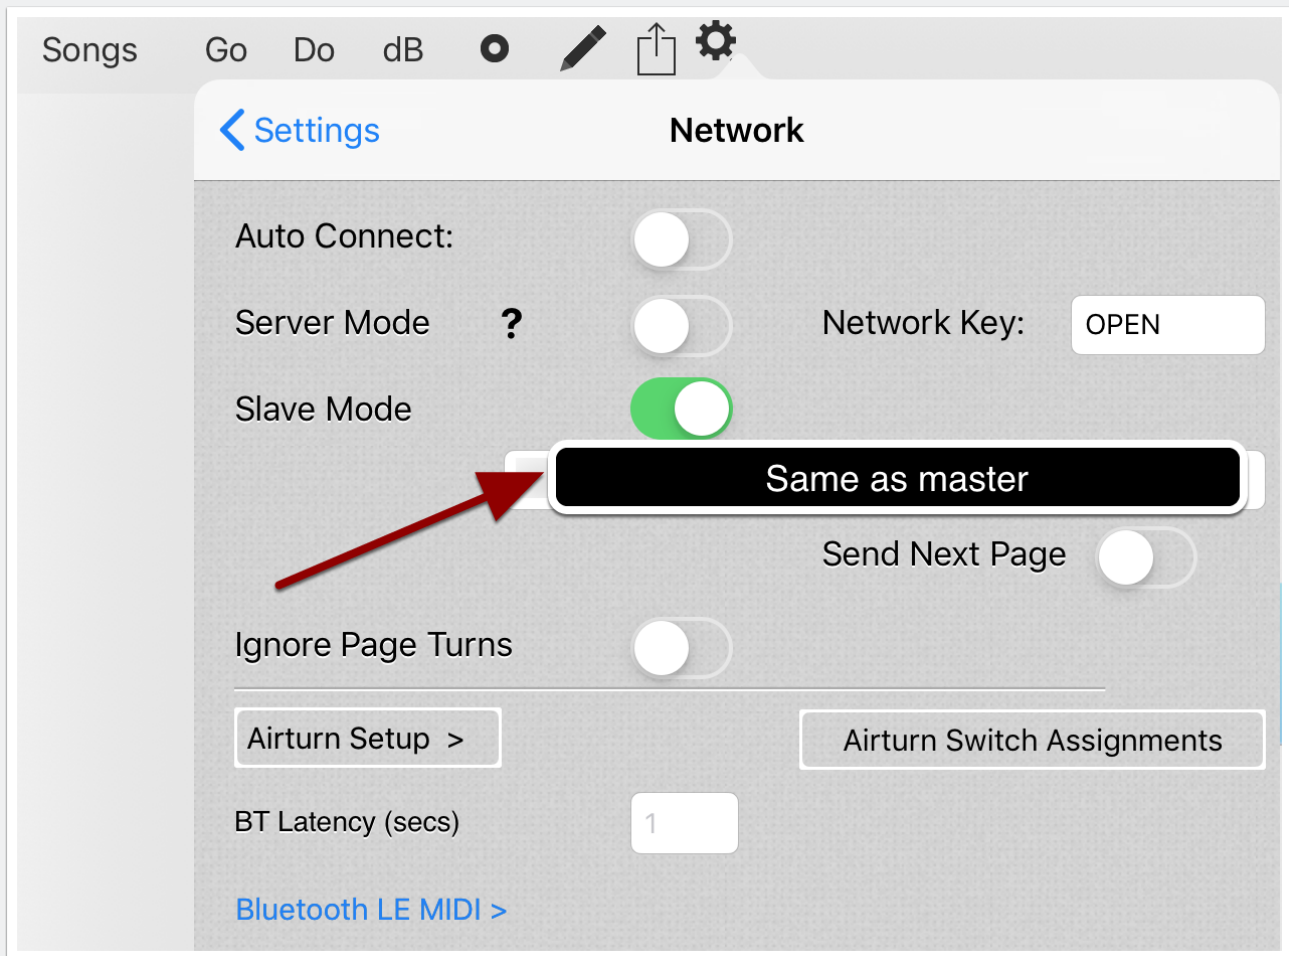 Songs Go Do dB
Settings Network
Auto Connect:
Server Mode ? Network Key: OPEN
Slave Mode
Same as master
Send Next Page
Ignore Page Turns
Airturn Setup > Airturn Switch Assignments
BT Latency (secs) 1
Bluetooth LE MIDI >